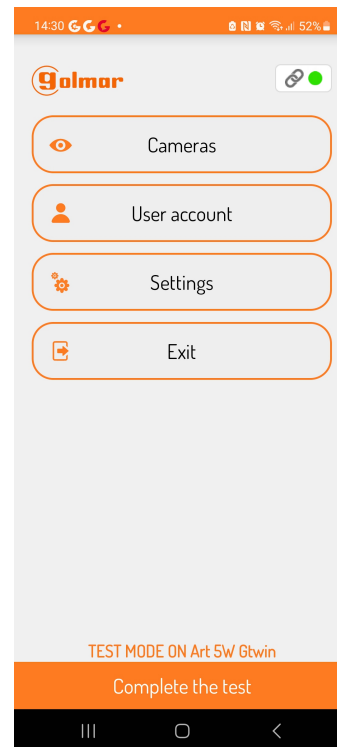 14:30 G G G • 52%
golmar
Cameras
User account
Settings
Exit
TEST MODE ON Art 5W Gtwin
Complete the test